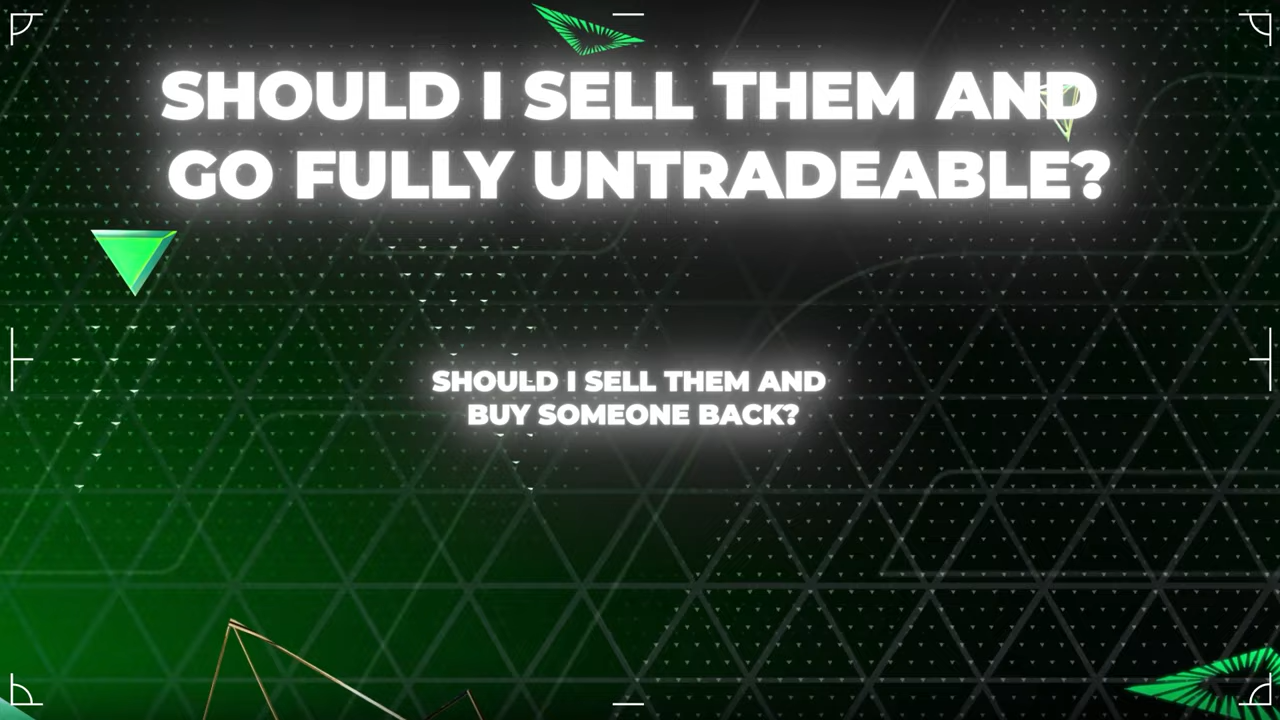 SHOULD I SELL THEM AND
GO FULLY UNTRADEABLE?
SHOULD I SELL THEM AND
BUY SOMEONE BACK?